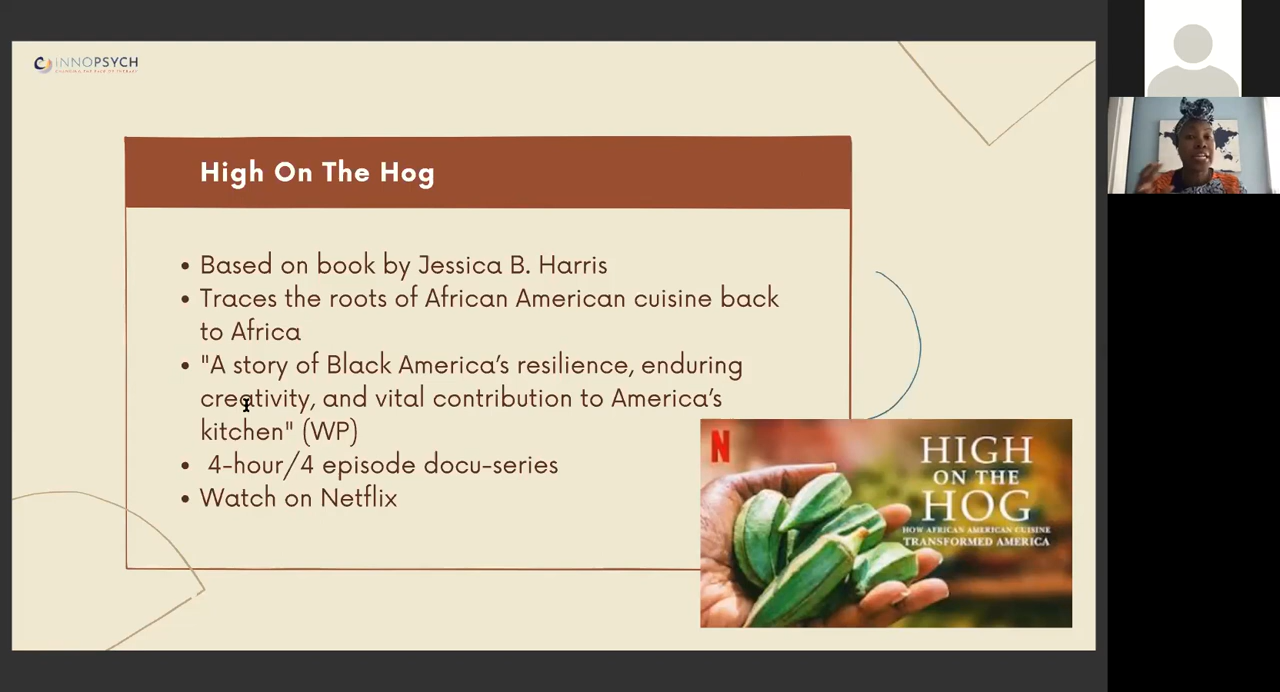 INNOPSYCH
CHANGING THE FACE OF THERAPY
High On The Hog
• Based on book by Jessica B. Harris
• Traces the roots of African American cuisine back
to Africa
• "A story of Black America’s resilience, enduring
creativity, and vital contribution to America’s
kitchen" (WP)
• 4-hour/4 episode docu-series
• Watch on Netflix
N
HIGH
ON THE
HOG
HOW AFRICAN AMERICAN CUISINE
TRANSFORMED AMERICA